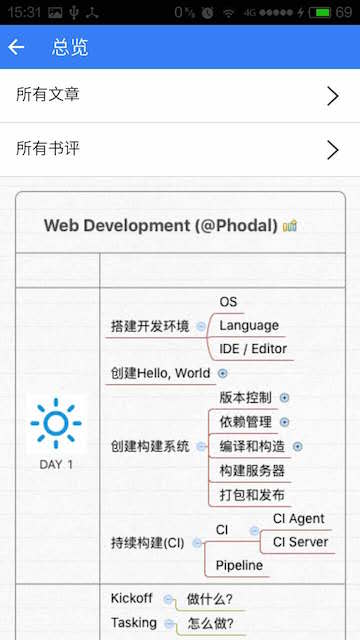 15:31 0% 4G 69
总览
所有文章
所有书评
Web Development (@Phodal)
搭建开发环境
OS
Language
IDE / Editor
创建Hello, World
创建构建系统
版本控制
依赖管理
编译和构造
构建服务器
打包和发布
DAY 1
持续构建(CI)
CI
CI Agent
CI Server
Pipeline
Kickoff 做什么?
Tasking 怎么做?